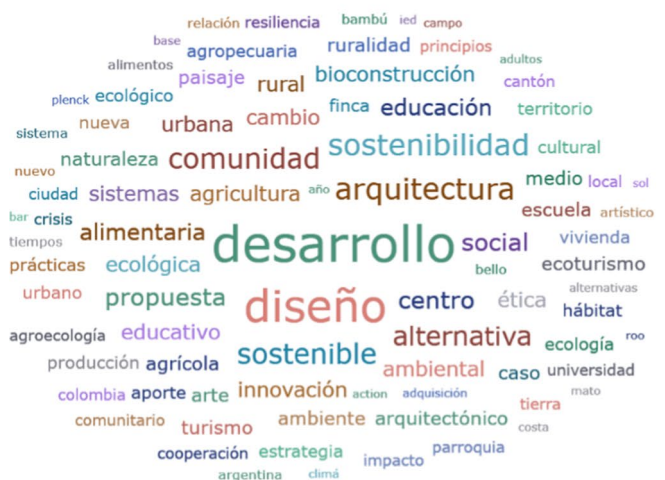 relación resiliencia bambú ied campo
base agropecuaria ruralidad principios
alimentos paisaje rural bioconstrucción adultos
plenck ecológico finca educación cantón territorio
sistema nueva urbana cambio
naturaleza comunidad sostenibilidad cultural
nuevo ciudad sistemas agricultura año arquitectura medio local sol
bar crisis alimentaria escuela artístico
tiempos desarrollo social vivienda
prácticas ecológica bello ecoturismo
urbano propuesta diseño centro ética alternativas hábitat
agroecología educativo alternativa ecología roo
producción agrícola sostenible ambiental caso universidad
colombia aporte arte innovación action adquisición tierra mato
comunitario turismo ambiente arquitectónico costa
cooperación estrategia impacto parroquia
argentina climá